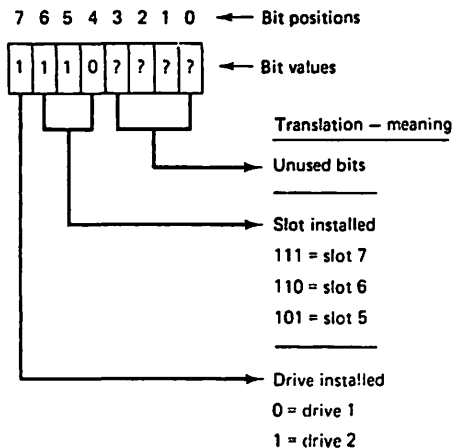 7 6 5 4 3 2 1 0 Bit positions
1 1 1 0 ? ? ? ? Bit values
Translation — meaning
Unused bits
Slot installed
111 = slot 7
110 = slot 6
101 = slot 5
Drive installed
0 = drive 1
1 = drive 2